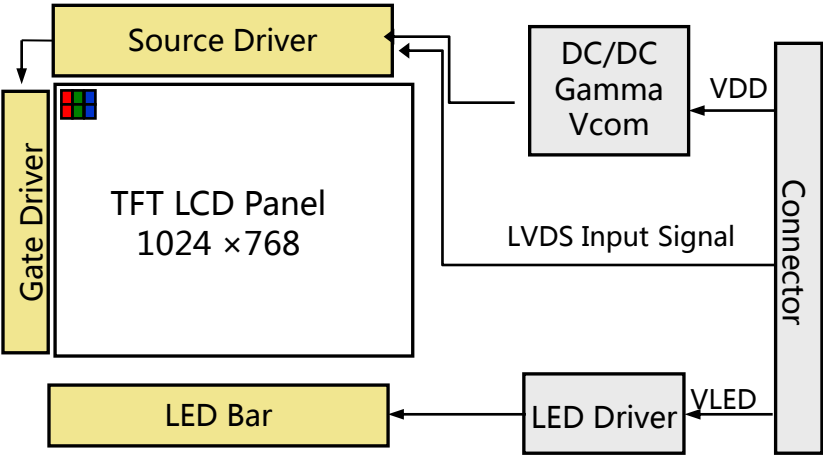 Source Driver
DC/DC
Gamma
Vcom
VDD
Gate Driver
TFT LCD Panel
1024 ×768
LVDS Input Signal
Connector
LED Bar
LED Driver
VLED